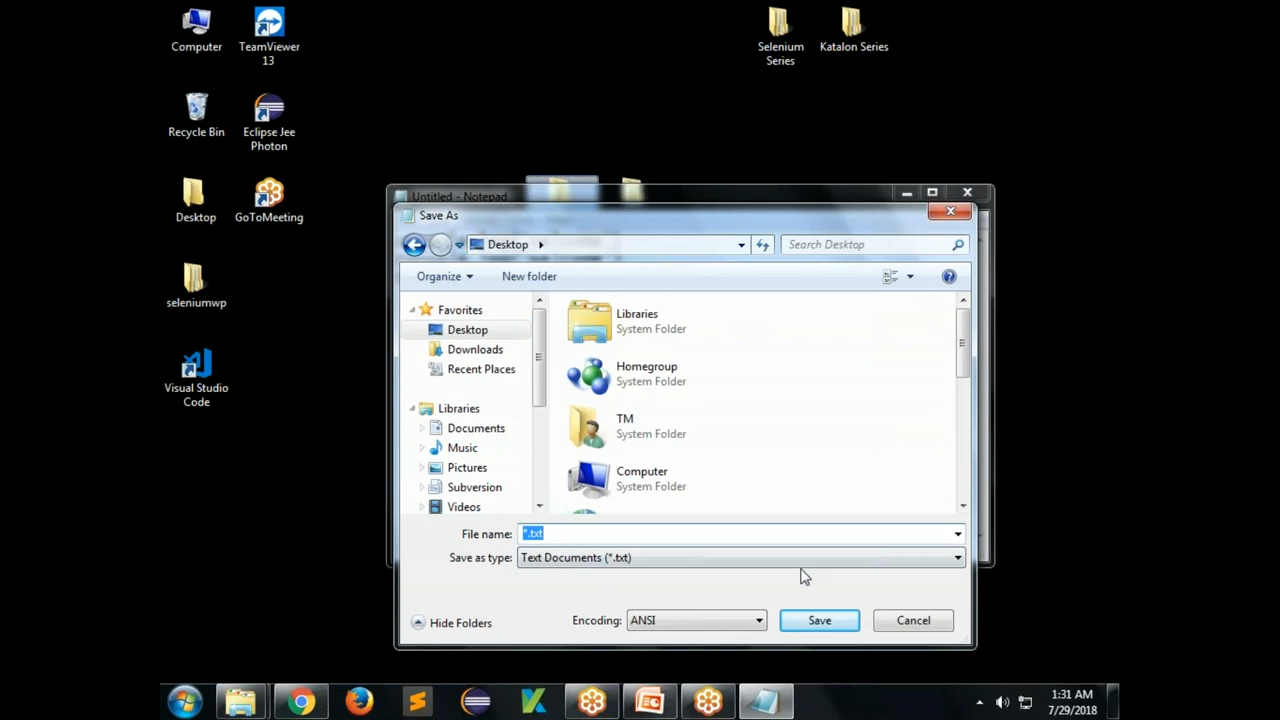 Computer
TeamViewer
13
Selenium
Series
Katalon Series
Recycle Bin
Eclipse Jee
Photon
Desktop
GoToMeeting
seleniumwp
Visual Studio
Code
Untitled - Notepad
Save As
Desktop
Search Desktop
Organize
New folder
Favorites
Desktop
Downloads
Recent Places
Libraries
Documents
Music
Pictures
Subversion
Videos
Libraries
System Folder
Homegroup
System Folder
TM
System Folder
Computer
System Folder
File name: *.txt
Save as type: Text Documents (*.txt)
Hide Folders
Encoding: ANSI
Save
Cancel
1:31 AM
7/29/2018